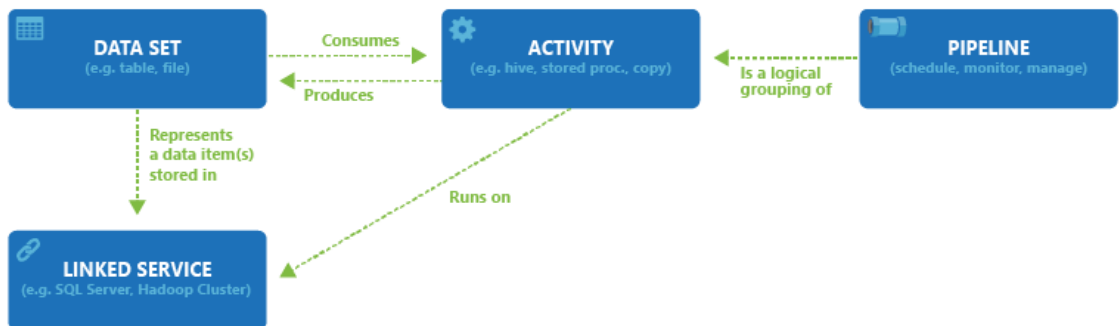 DATA SET
(e.g. table, file)
Consumes
Produces
ACTIVITY
(e.g. hive, stored proc., copy)
Is a logical
grouping of
PIPELINE
(schedule, monitor, manage)
Represents
a data item(s)
stored in
Runs on
LINKED SERVICE
(e.g. SQL Server, Hadoop Cluster)